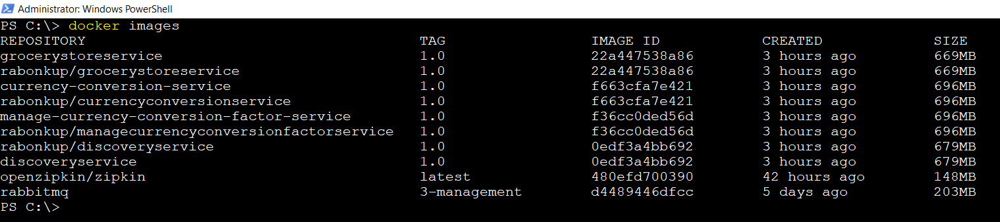 Administrator: Windows PowerShell
PS C:\> docker images
REPOSITORY TAG IMAGE ID CREATED SIZE
grocerystoreservice 1.0 22a447538a86 3 hours ago 669MB
rabonkup/grocerystoreservice 1.0 22a447538a86 3 hours ago 669MB
currency-conversion-service 1.0 f663cfa7e421 3 hours ago 696MB
rabonkup/currencyconversionservice 1.0 f663cfa7e421 3 hours ago 696MB
manage-currency-conversion-factor-service 1.0 f36cc0ded56d 3 hours ago 696MB
rabonkup/managecurrencyconversionfactorservice 1.0 f36cc0ded56d 3 hours ago 696MB
rabonkup/discoveryservice 1.0 0edf3a4bb692 3 hours ago 679MB
discoveryservice 1.0 0edf3a4bb692 3 hours ago 679MB
openzipkin/zipkin latest 480efd700390 42 hours ago 148MB
rabbitmq 3-management d4489446dfcc 5 days ago 203MB
PS C:\>